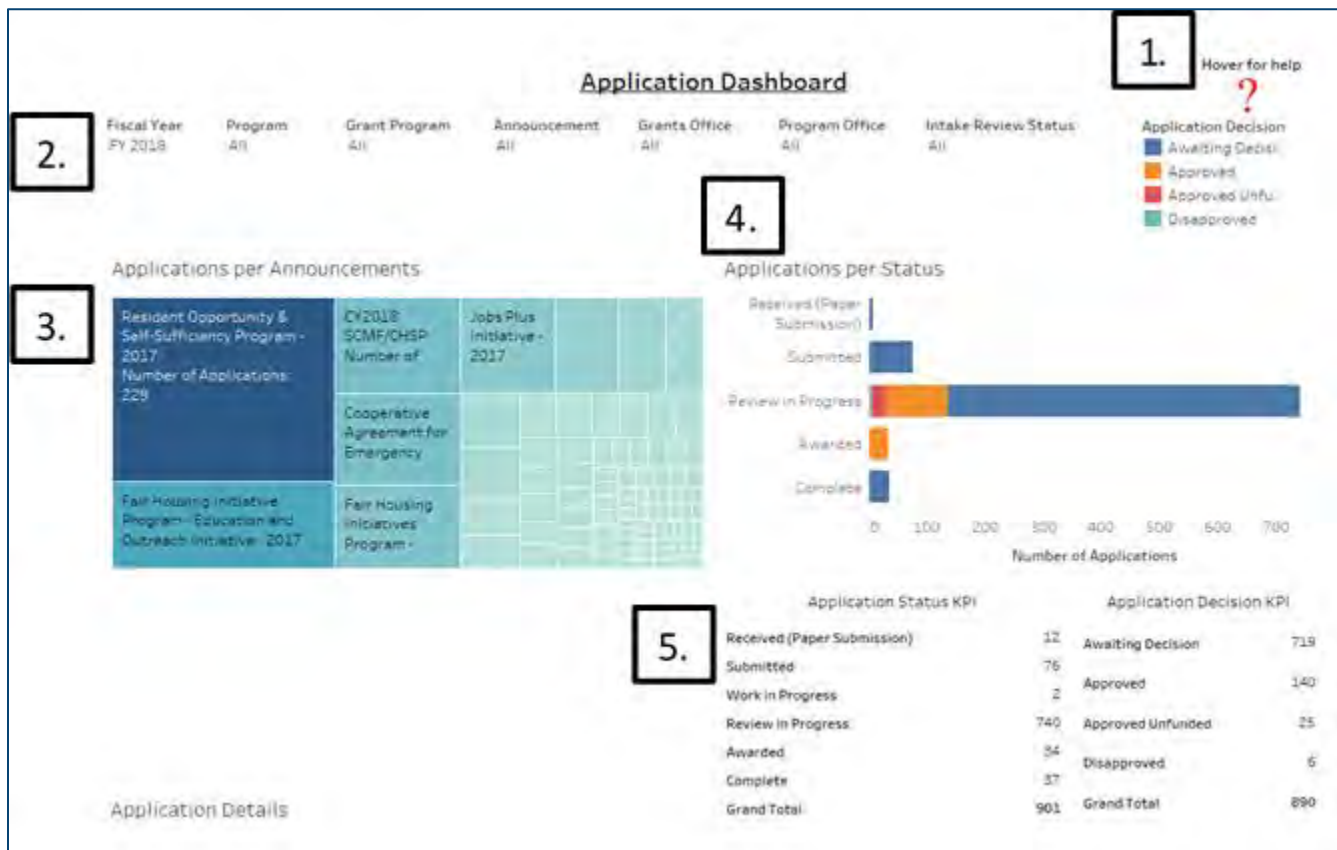 1.
Hover for help
?
Application Dashboard
2.
Fiscal Year Program Grant Program Announcement Grants Office Program Office Intake Review Status
FY 2018 All All All All All All
Application Decision
Awaiting Decisi..
Approved
Approved Unfu..
Disapproved
4.
Applications per Announcements
Applications per Status
3.
Resident Opportunity &
Self-Sufficiency Program -
2017
Number of Applications:
229
CY2018
SCMF/CHSP
Number of
Jobs Plus
Initiative -
2017
Cooperative
Agreement for
Emergency
Fair Housing Initiative
Program - Education and
Outreach Initiative - 2017
Fair Housing
Initiatives
Program -
Received (Paper
Submission)
Submitted
Review in Progress
Awarded
Complete
0 100 200 300 400 500 600 700
Number of Applications
5.
Application Status KPI
Received (Paper Submission) 12
Submitted 76
Work in Progress 2
Review in Progress 740
Awarded 34
Complete 37
Grand Total 901
Application Decision KPI
Awaiting Decision 719
Approved 140
Approved Unfunded 25
Disapproved 6
Grand Total 890
Application Details